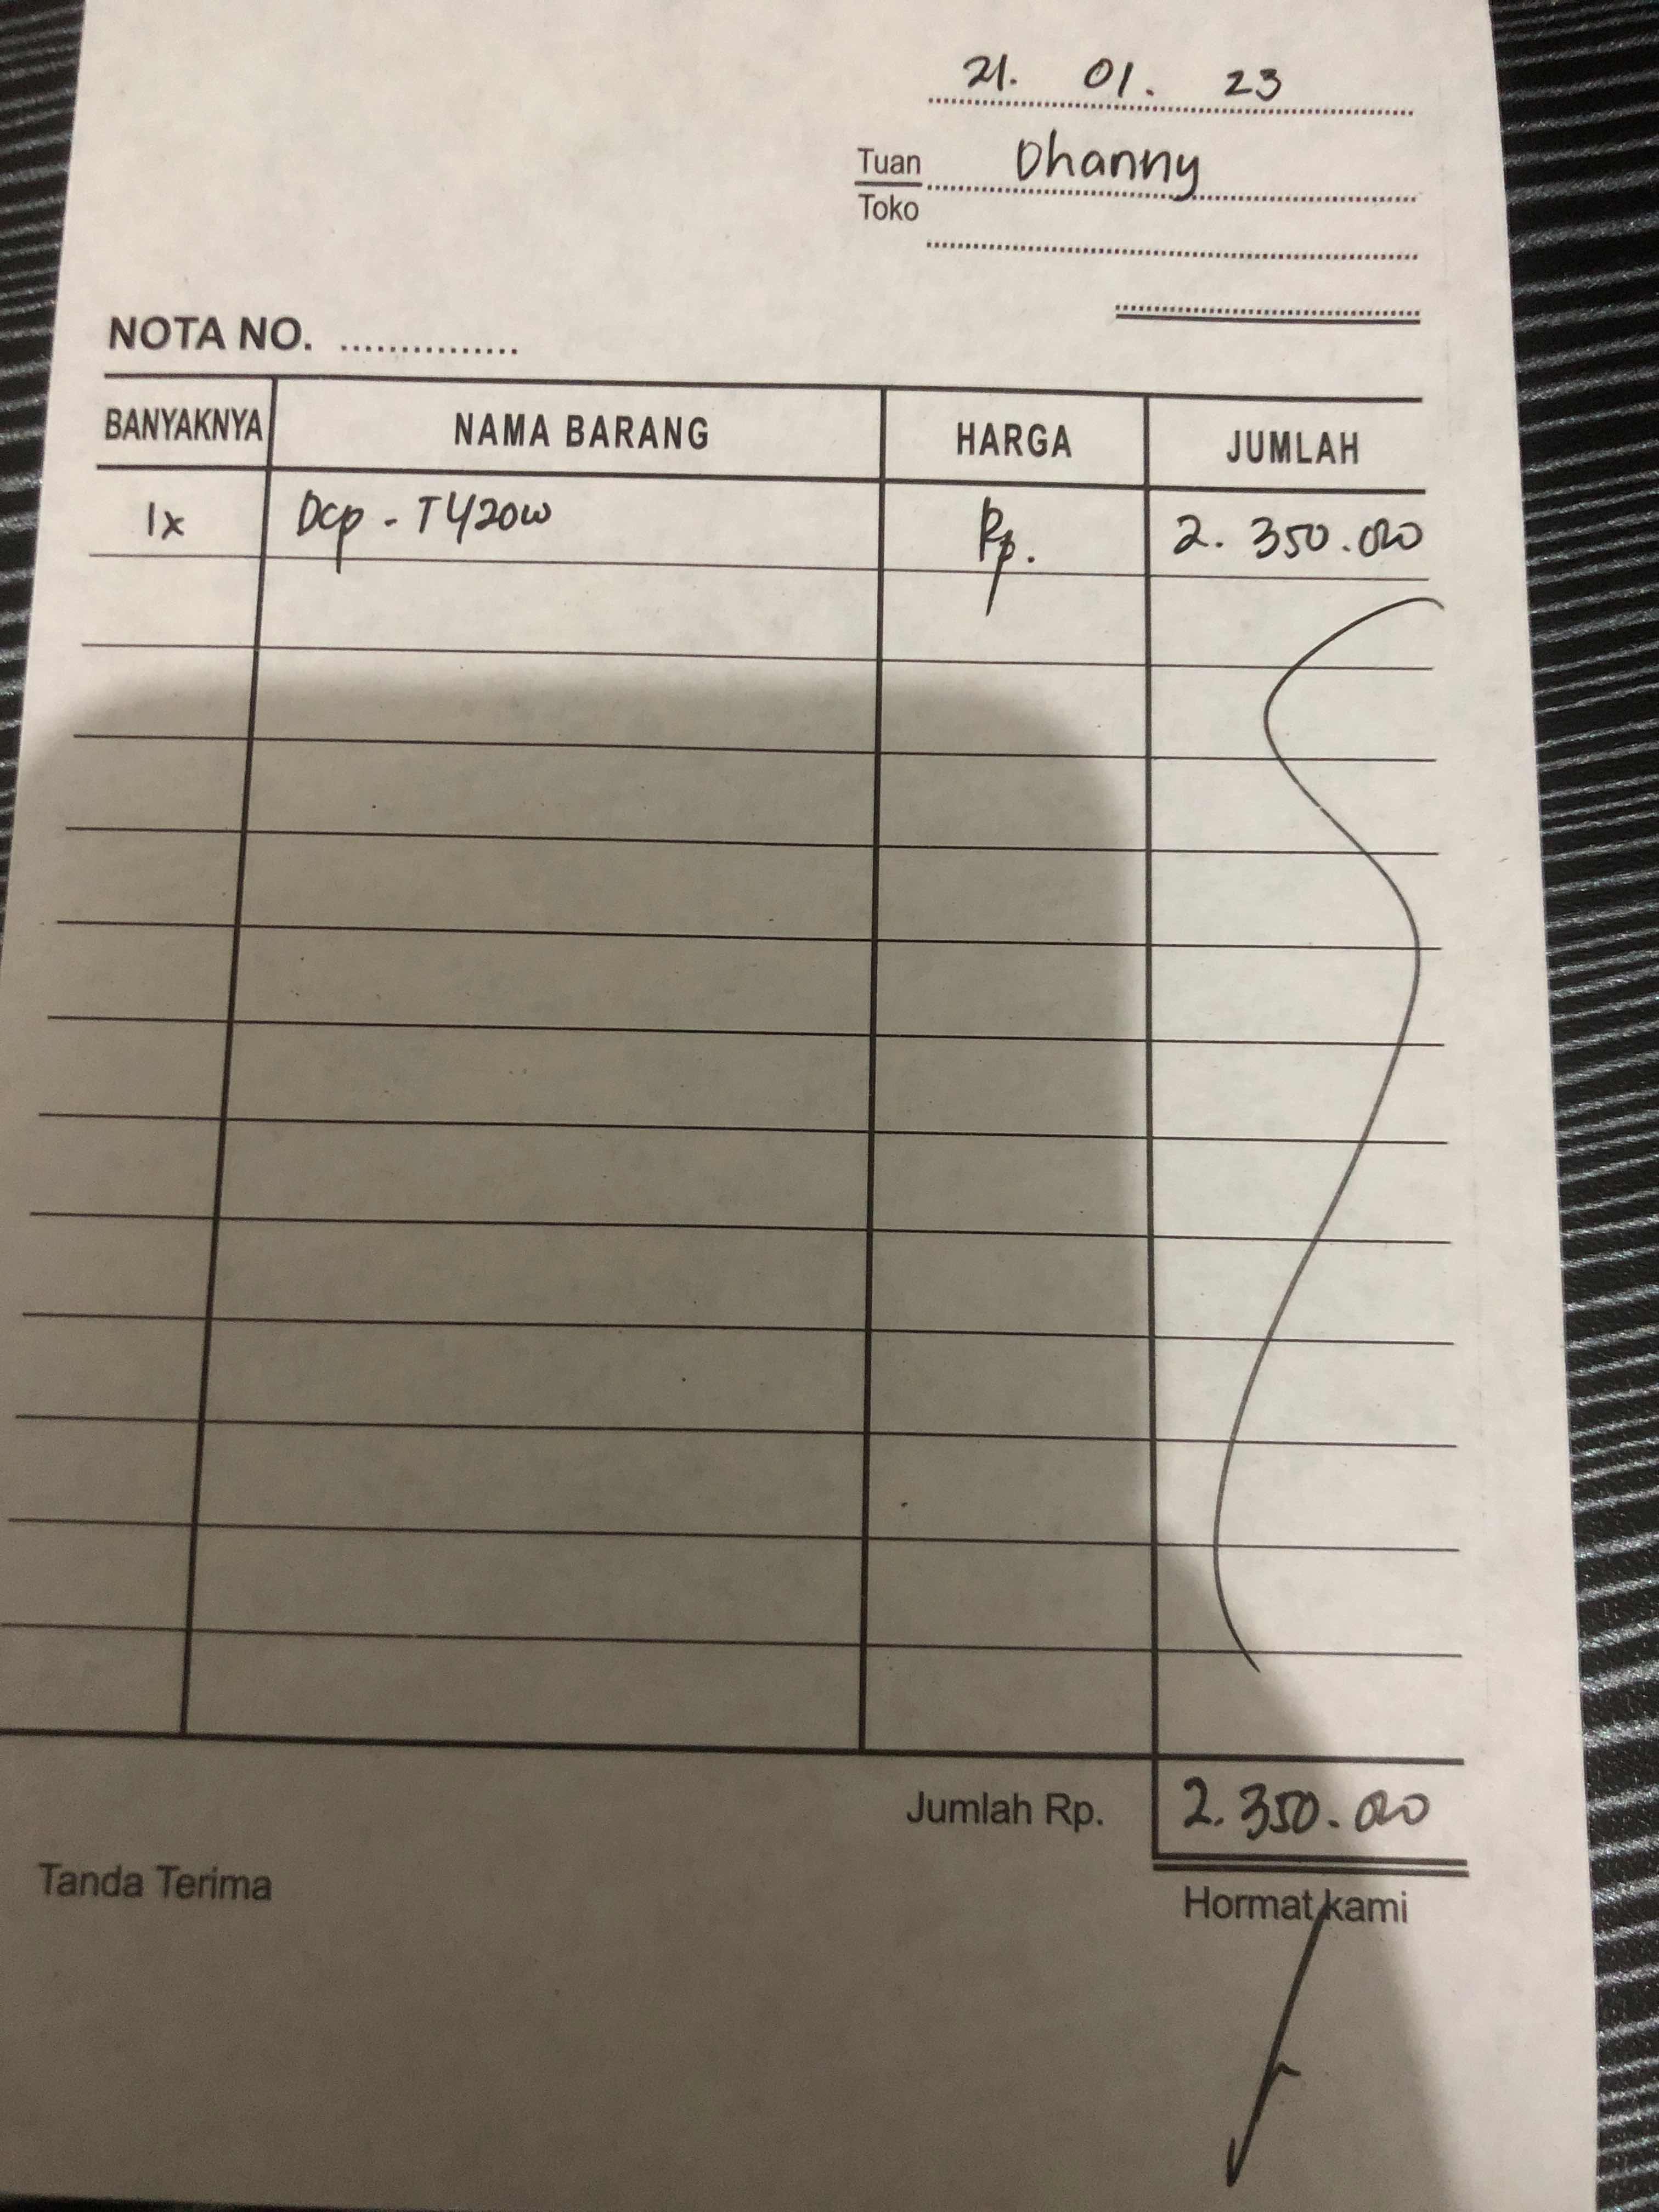 21. 01. 23
Tuan Dhanny
Toko
NOTA NO. ...............
BANYAKNYA NAMA BARANG HARGA JUMLAH
1x Dcp - T420w Rp. 2. 350.000
Jumlah Rp. 2.350.000
Tanda Terima Hormat kami